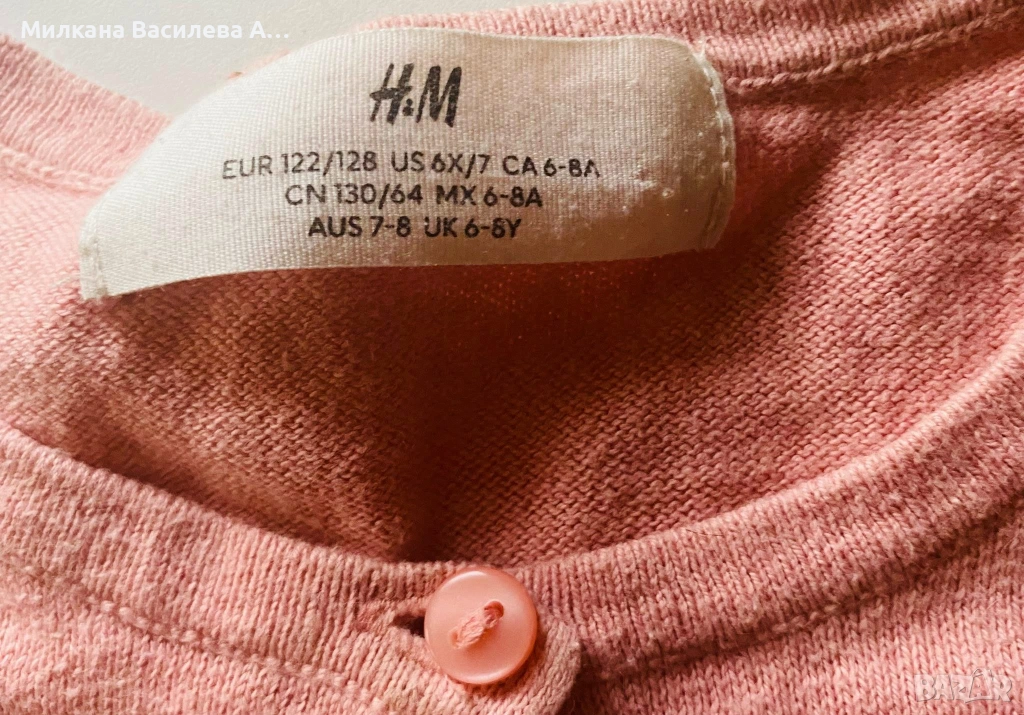 Милкана Василева А...
H&M
EUR 122/128 US 6X/7 CA 6-8A
CN 130/64 MX 6-8A
AUS 7-8 UK 6-8Y
BAZAR